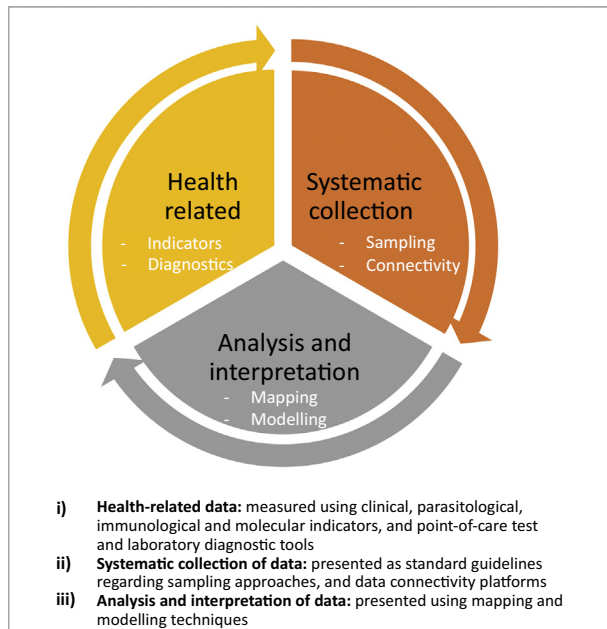 Health
related
- Indicators
- Diagnostics
Systematic
collection
- Sampling
- Connectivity
Analysis and
interpretation
- Mapping
- Modelling
i) Health-related data: measured using clinical, parasitological,
immunological and molecular indicators, and point-of-care test
and laboratory diagnostic tools
ii) Systematic collection of data: presented as standard guidelines
regarding sampling approaches, and data connectivity platforms
iii) Analysis and interpretation of data: presented using mapping and
modelling techniques